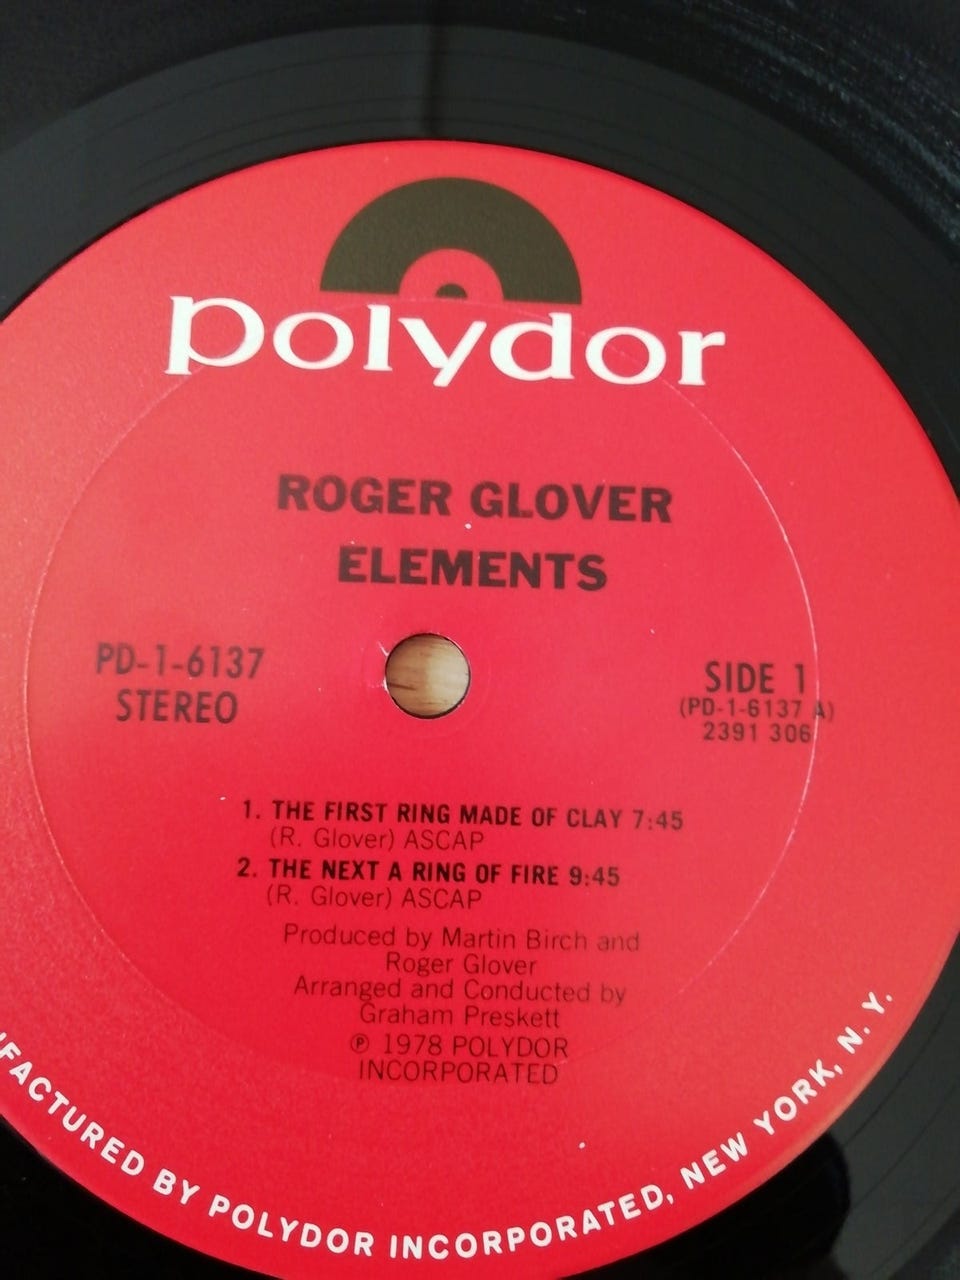 polydor
ROGER GLOVER
ELEMENTS
PD-1-6137
STEREO
SIDE 1
(PD-1-6137 A)
2391 306
1. THE FIRST RING MADE OF CLAY 7:45
(R. Glover) ASCAP
2. THE NEXT A RING OF FIRE 9:45
(R. Glover) ASCAP
Produced by Martin Birch and
Roger Glover
Arranged and Conducted by
Graham Preskett
℗ 1978 POLYDOR
INCORPORATED
UFACTURED BY POLYDOR INCORPORATED, NEW YORK, N. Y.